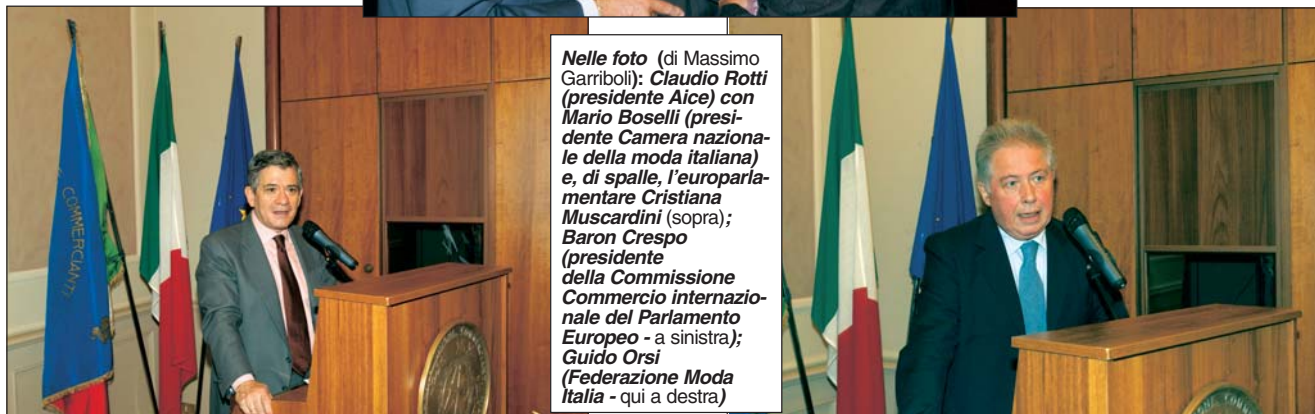 COMMERCIANTI
Nelle foto (di Massimo
Garriboli): Claudio Rotti
(presidente Aice) con
Mario Boselli (presi-
dente Camera naziona-
le della moda italiana)
e, di spalle, l'europarla-
mentare Cristiana
Muscardini (sopra);
Baron Crespo
(presidente
della Commissione
Commercio internazio-
nale del Parlamento
Europeo - a sinistra);
Guido Orsi
(Federazione Moda
Italia - qui a destra)